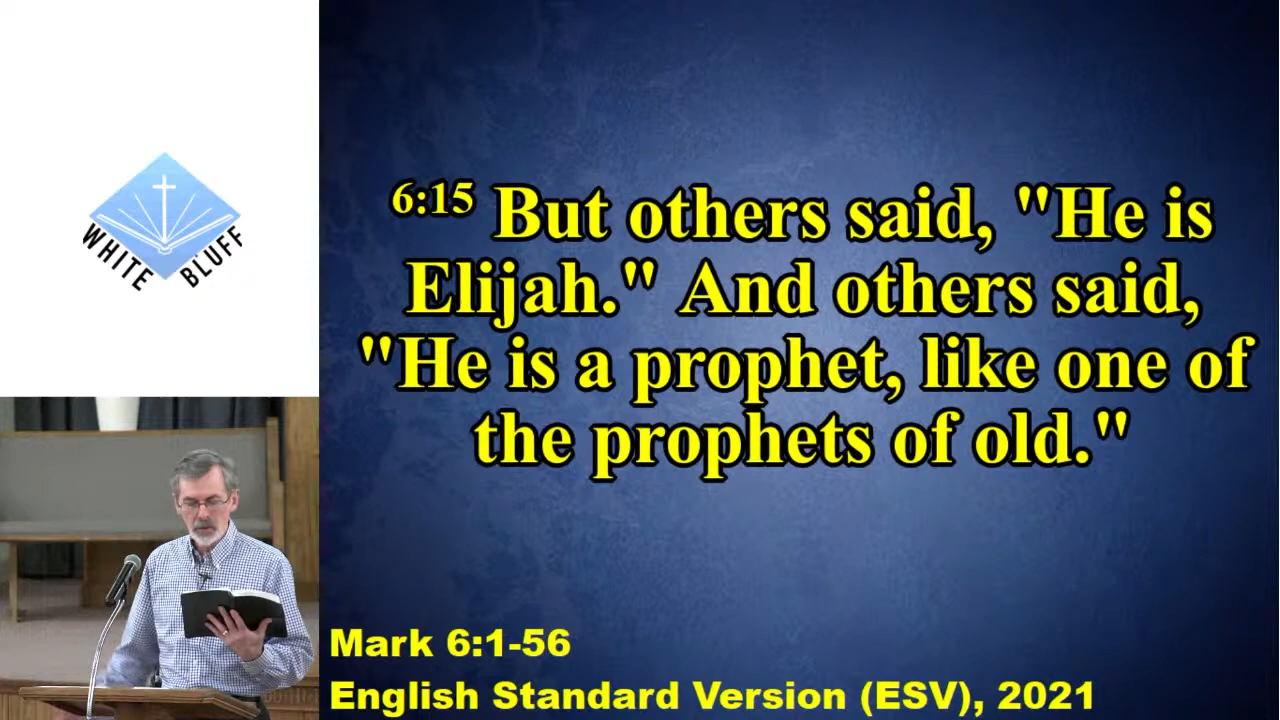 WHITE BLUFF
6:15 But others said, "He is
Elijah." And others said,
"He is a prophet, like one of
the prophets of old."
Mark 6:1-56
English Standard Version (ESV), 2021